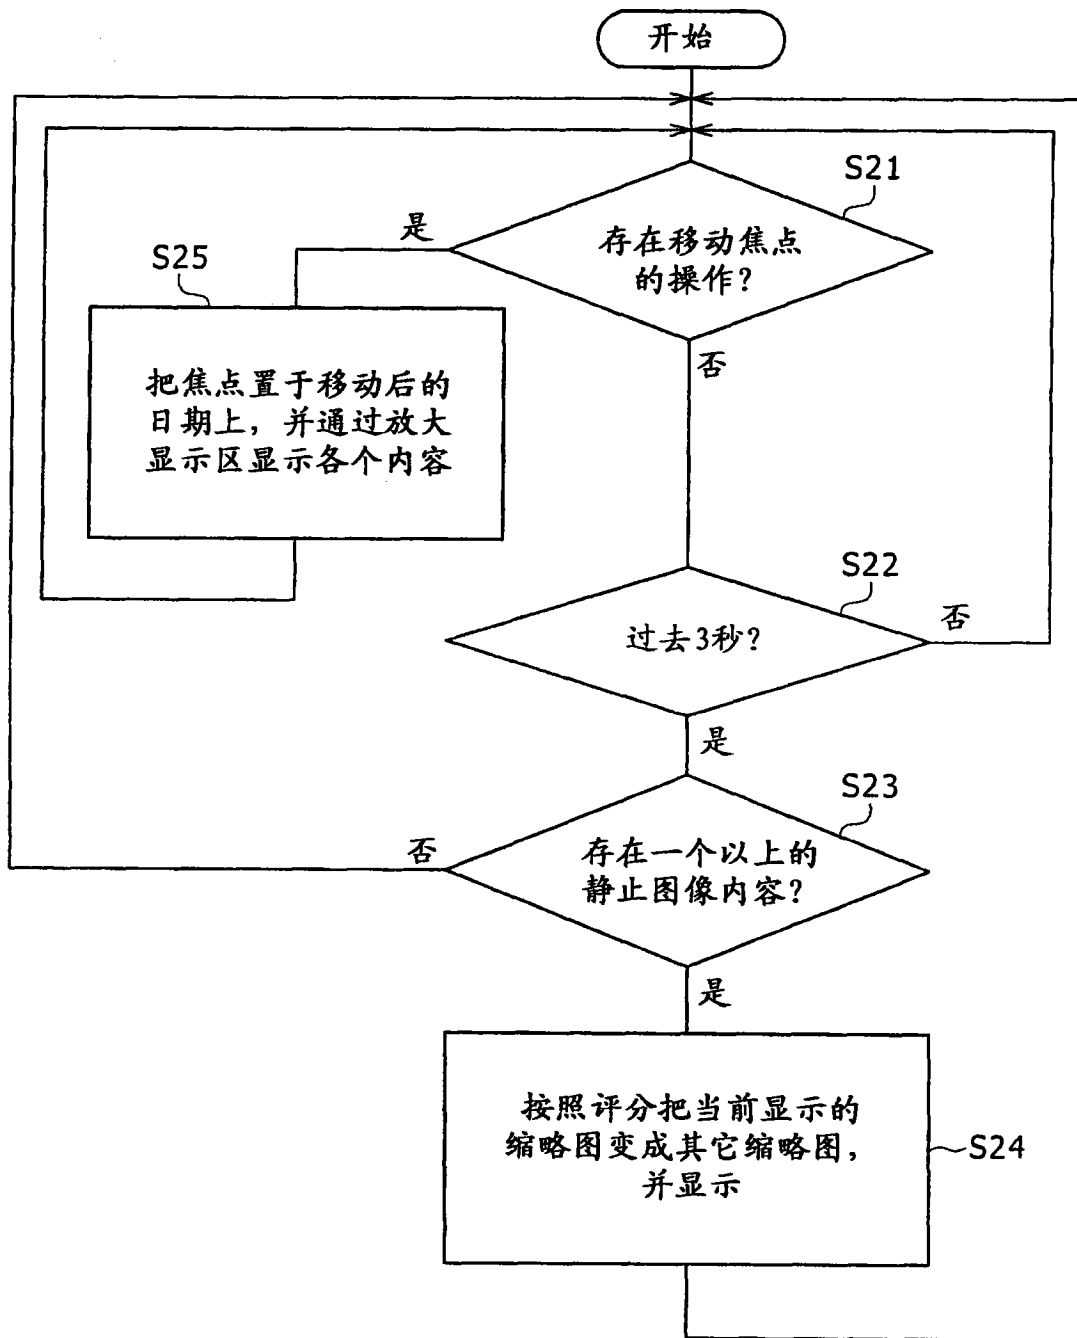 开始
S21
存在移动焦点
的操作？
是
S25
把焦点置于移动后的
日期上，并通过放大
显示区显示各个内容
否
S22
过去3秒？
否
是
S23
存在一个以上的
静止图像内容？
否
是
按照评分把当前显示的
缩略图变成其它缩略图，
并显示
S24